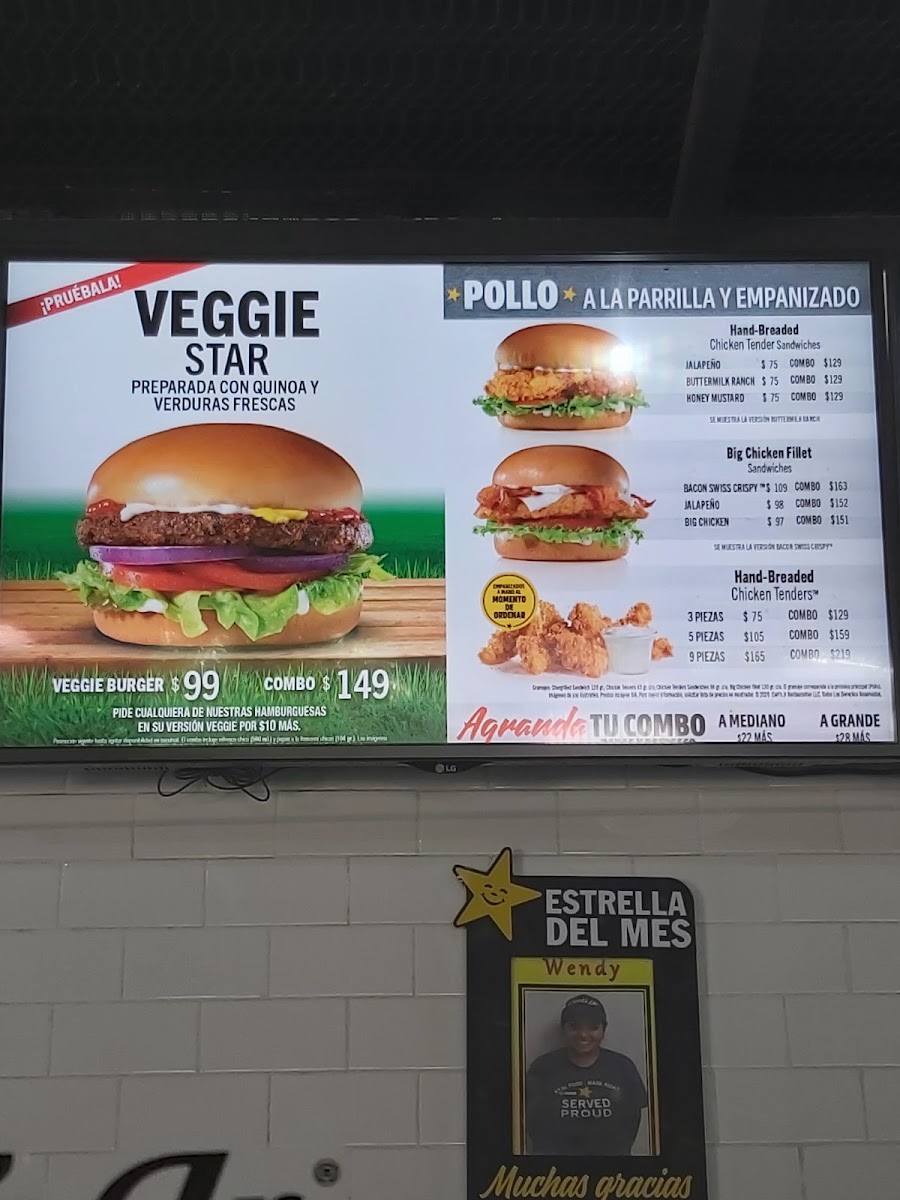 ¡PRUÉBALA!
VEGGIE
STAR
PREPARADA CON QUINOA Y
VERDURAS FRESCAS
VEGGIE BURGER $99 COMBO $149
PIDE CUALQUIERA DE NUESTRAS HAMBURGUESAS
EN SU VERSIÓN VEGGIE POR $10 MÁS.
POLLO A LA PARRILLA Y EMPANIZADO
Hand-Breaded
Chicken Tender Sandwiches
JALAPEÑO $ 75 COMBO $129
BUTTERMILK RANCH $ 75 COMBO $129
HONEY MUSTARD $ 75 COMBO $129
SE MUESTRA LA VERSIÓN BUTTERMILK RANCH
Big Chicken Fillet
Sandwiches
BACON SWISS CRISPY ™ $ 109 COMBO $163
JALAPEÑO $ 98 COMBO $152
BIG CHICKEN $ 97 COMBO $151
SE MUESTRA LA VERSIÓN BACON SWISS CRISPY™
EMPANIZADOS
A MANO AL
MOMENTO
DE
ORDENAR
Hand-Breaded
Chicken Tenders™
3 PIEZAS $ 75 COMBO $129
5 PIEZAS $105 COMBO $159
9 PIEZAS $165 COMBO $219
Agranda TU COMBO A MEDIANO A GRANDE
$22 MÁS $28 MÁS
LG
ESTRELLA
DEL MES
Wendy
SERVED
PROUD
Muchas gracias